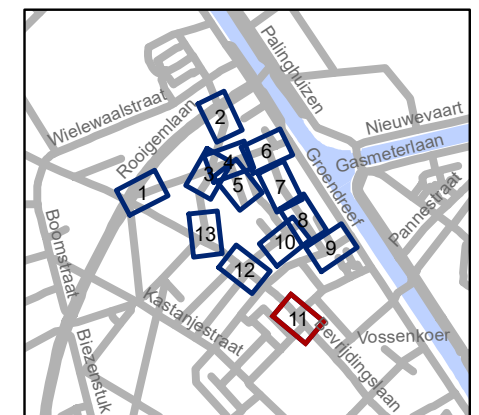 Palinghuizen
Wielewaalstraat
Rooigemlaan
2
Nieuwevaart
Gasmeterlaan
Groendreef
Pannestraat
6
4
3
5
7
1
8
13
10
9
12
Boomstraat
Kastanjestraat
11
Bevrijdingslaan
Vossenkoer
Biezenstuk